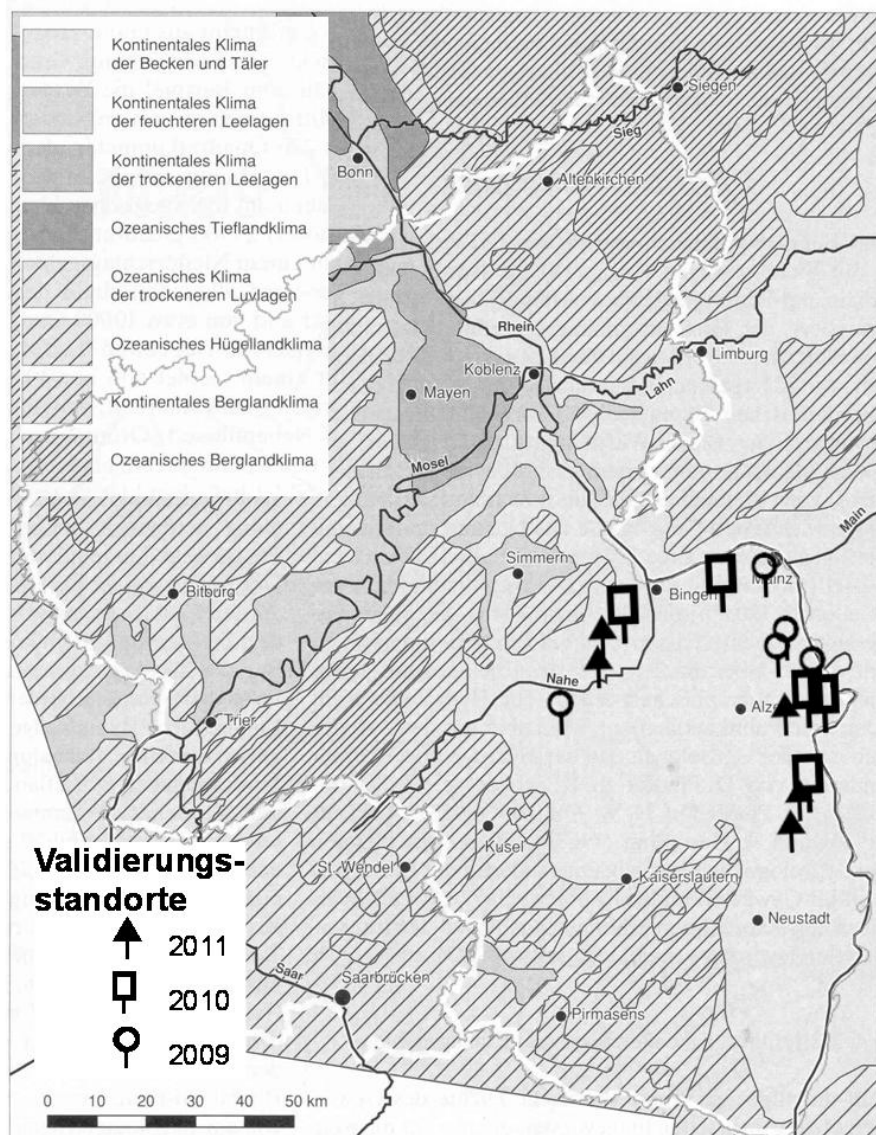 Kontinentales Klima
der Becken und Täler
Kontinentales Klima
der feuchteren Leelagen
Kontinentales Klima
der trockeneren Leelagen
Ozeanisches Tieflandklima
Ozeanisches Klima
der trockeneren Luvlagen
Ozeanisches Hügellandklima
Kontinentales Berglandklima
Ozeanisches Berglandklima
Siegen
Sieg
Bonn
Altenkirchen
Rhein
Limburg
Koblenz
Lahn
Mayen
Mosel
Main
Simmern
Mainz
Bitburg
Bingen
Nahe
Trier
Kusel
St. Wendel
Kaiserslautern
Neustadt
Saar
Saarbrücken
Pirmasens
Validierungs-
standorte
2011
2010
2009
0 10 20 30 40 50 km